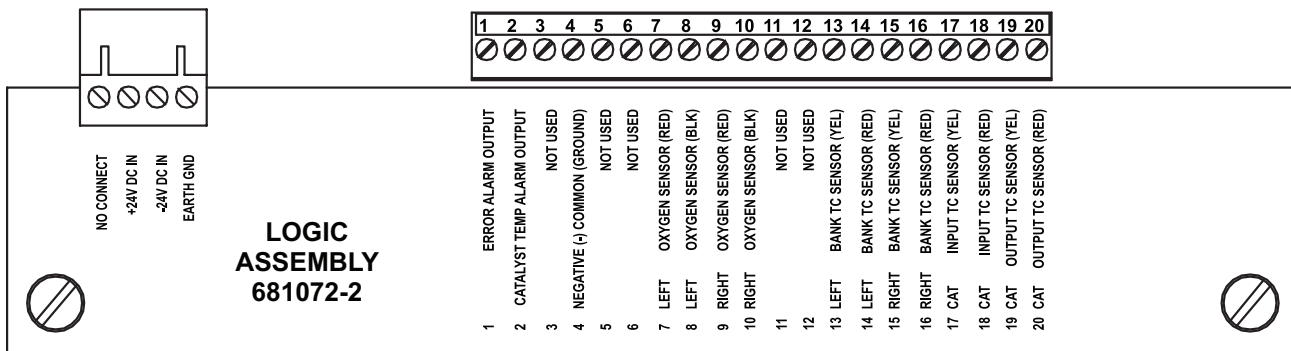 1 2 3 4 5 6 7 8 9 10 11 12 13 14 15 16 17 18 19 20
NO CONNECT
+24V DC IN
-24V DC IN
EARTH GND
LOGIC
ASSEMBLY
681072-2
1 ERROR ALARM OUTPUT
2 CATALYST TEMP ALARM OUTPUT
3 NOT USED
4 NEGATIVE (-) COMMON (GROUND)
5 NOT USED
6 NOT USED
7 LEFT OXYGEN SENSOR (RED)
8 LEFT OXYGEN SENSOR (BLK)
9 RIGHT OXYGEN SENSOR (RED)
10 RIGHT OXYGEN SENSOR (BLK)
11 NOT USED
12 NOT USED
13 LEFT BANK TC SENSOR (YEL)
14 LEFT BANK TC SENSOR (RED)
15 RIGHT BANK TC SENSOR (YEL)
16 RIGHT BANK TC SENSOR (RED)
17 CAT INPUT TC SENSOR (YEL)
18 CAT INPUT TC SENSOR (RED)
19 CAT OUTPUT TC SENSOR (YEL)
20 CAT OUTPUT TC SENSOR (RED)